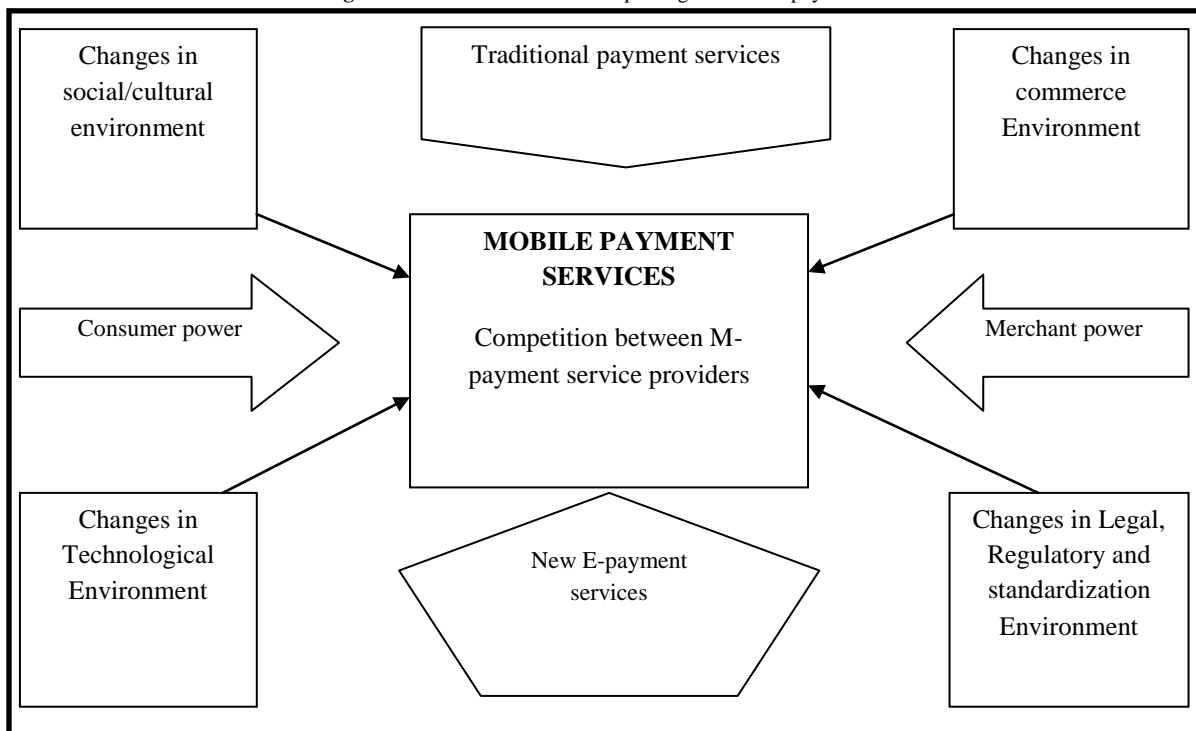 Changes in
social/cultural
environment
Traditional payment services
Changes in
commerce
Environment
MOBILE PAYMENT
SERVICES
Competition between M-
payment service providers
Consumer power
Merchant power
Changes in
Technological
Environment
New E-payment
services
Changes in Legal,
Regulatory and
standardization
Environment